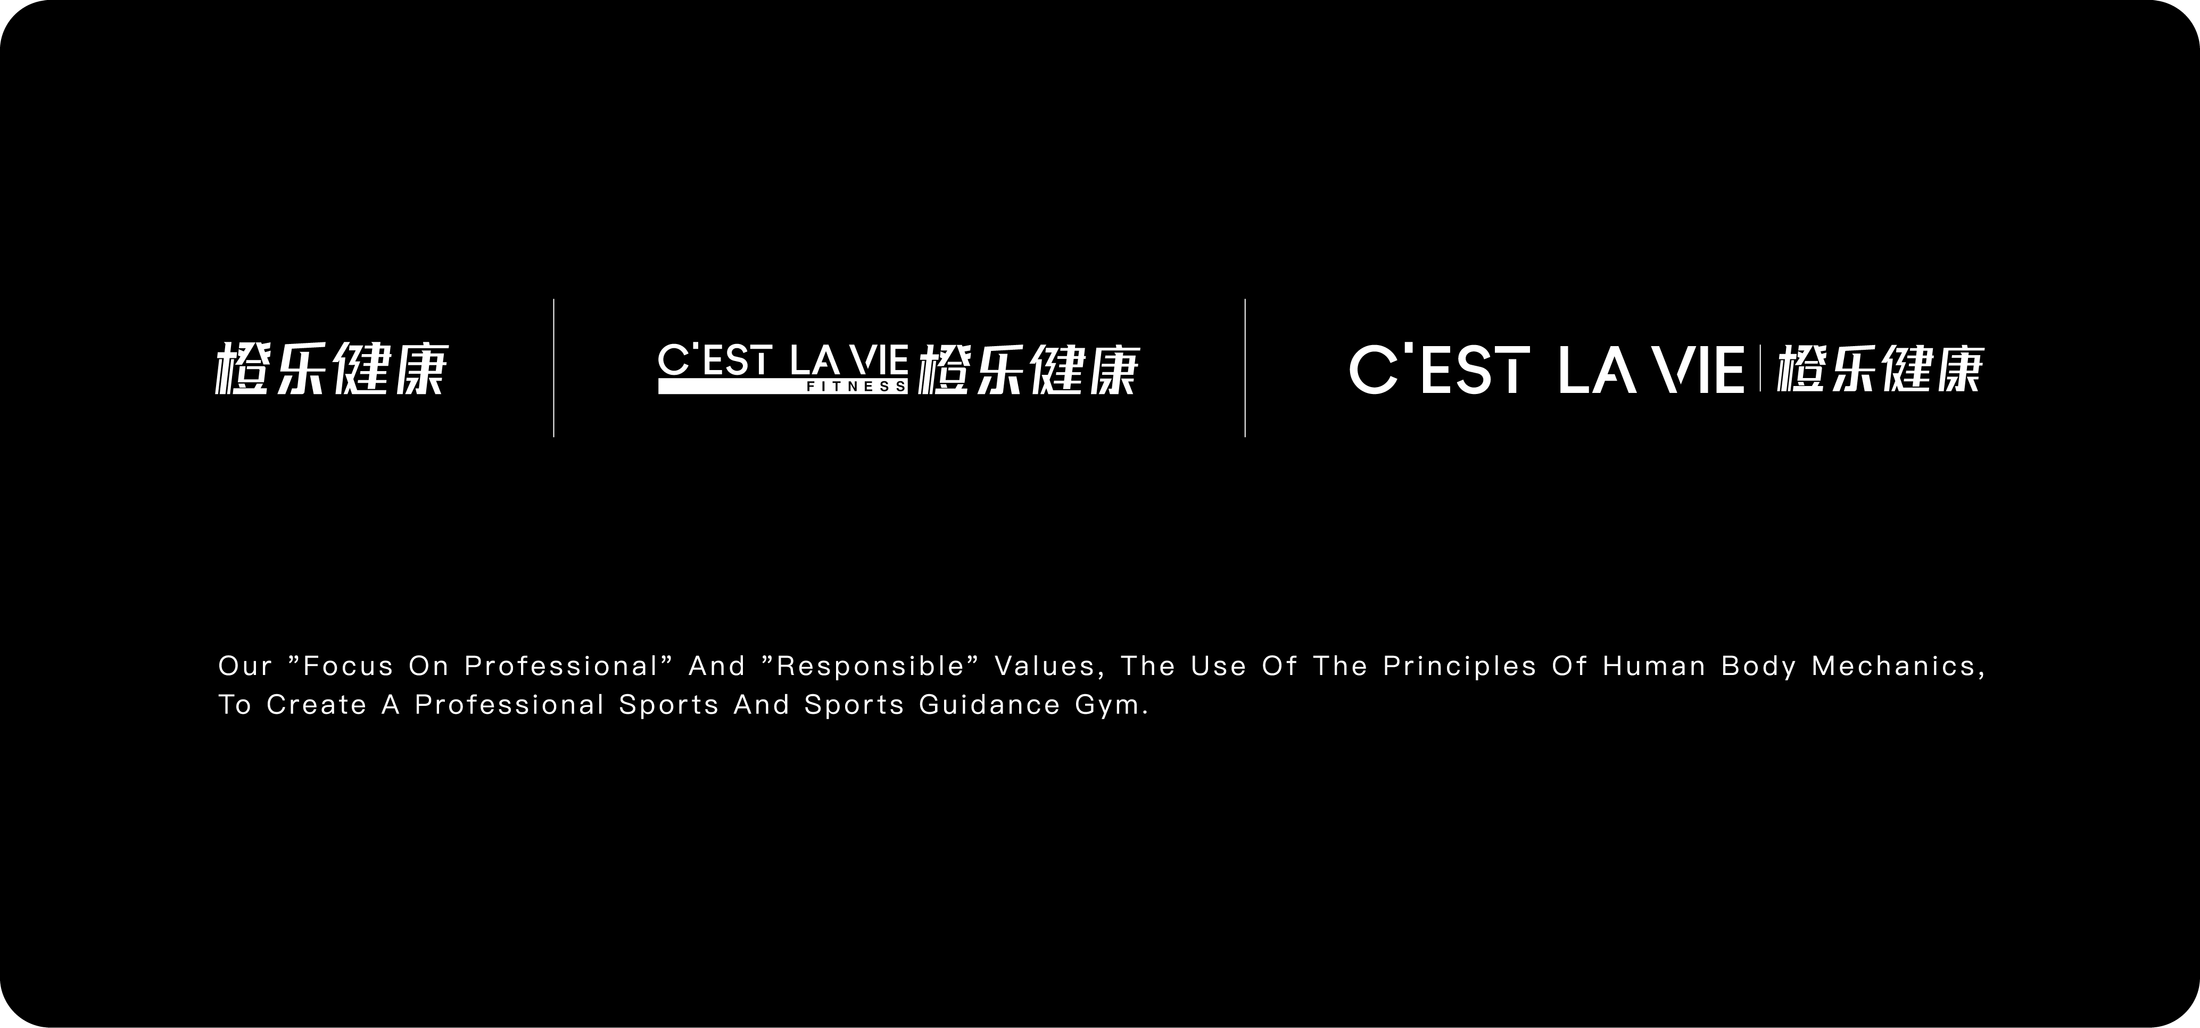 橙乐健康
C'EST LA VIE 橙乐健康
FITNESS
C'EST LA VIE | 橙乐健康
Our ”Focus On Professional” And ”Responsible” Values, The Use Of The Principles Of Human Body Mechanics,
To Create A Professional Sports And Sports Guidance Gym.